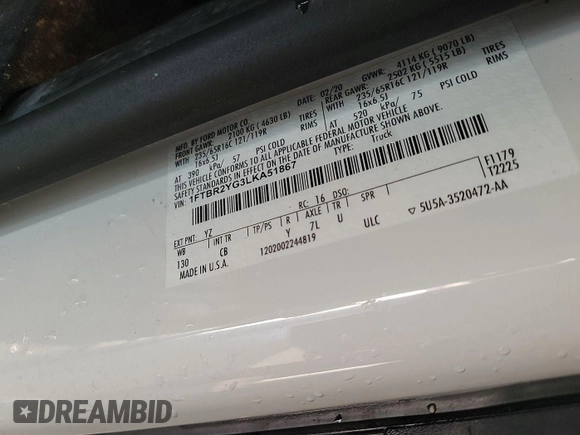 MFD. BY FORD MOTOR CO.
DATE: 02/20 GVWR: 4114 KG ( 9070 LB)
FRONT GAWR: 2100 KG ( 4630 LB) REAR GAWR: 2502 KG ( 5515 LB)
WITH 235/65R16C 121/119R TIRES WITH 235/65R16C 121/119R TIRES
16x6.5J RIMS 16x6.5J RIMS
AT 390 kPa/ 57 PSI COLD AT 520 kPa/ 75 PSI COLD
THIS VEHICLE CONFORMS TO ALL APPLICABLE FEDERAL MOTOR VEHICLE
SAFETY STANDARDS IN EFFECT ON THE DATE OF MANUFACTURE SHOWN ABOVE.
VIN: 1FTBR2YG3LKA51867 TYPE: Truck
EXT PNT: YZ RC: 16 DSO: F1179
WB INT TR TP/PS R AXLE TR SPR T2225
130 CB Y 7L U ULC 5U5A-3520472-AA
MADE IN U.S.A. 1202002244819
DREAMBID